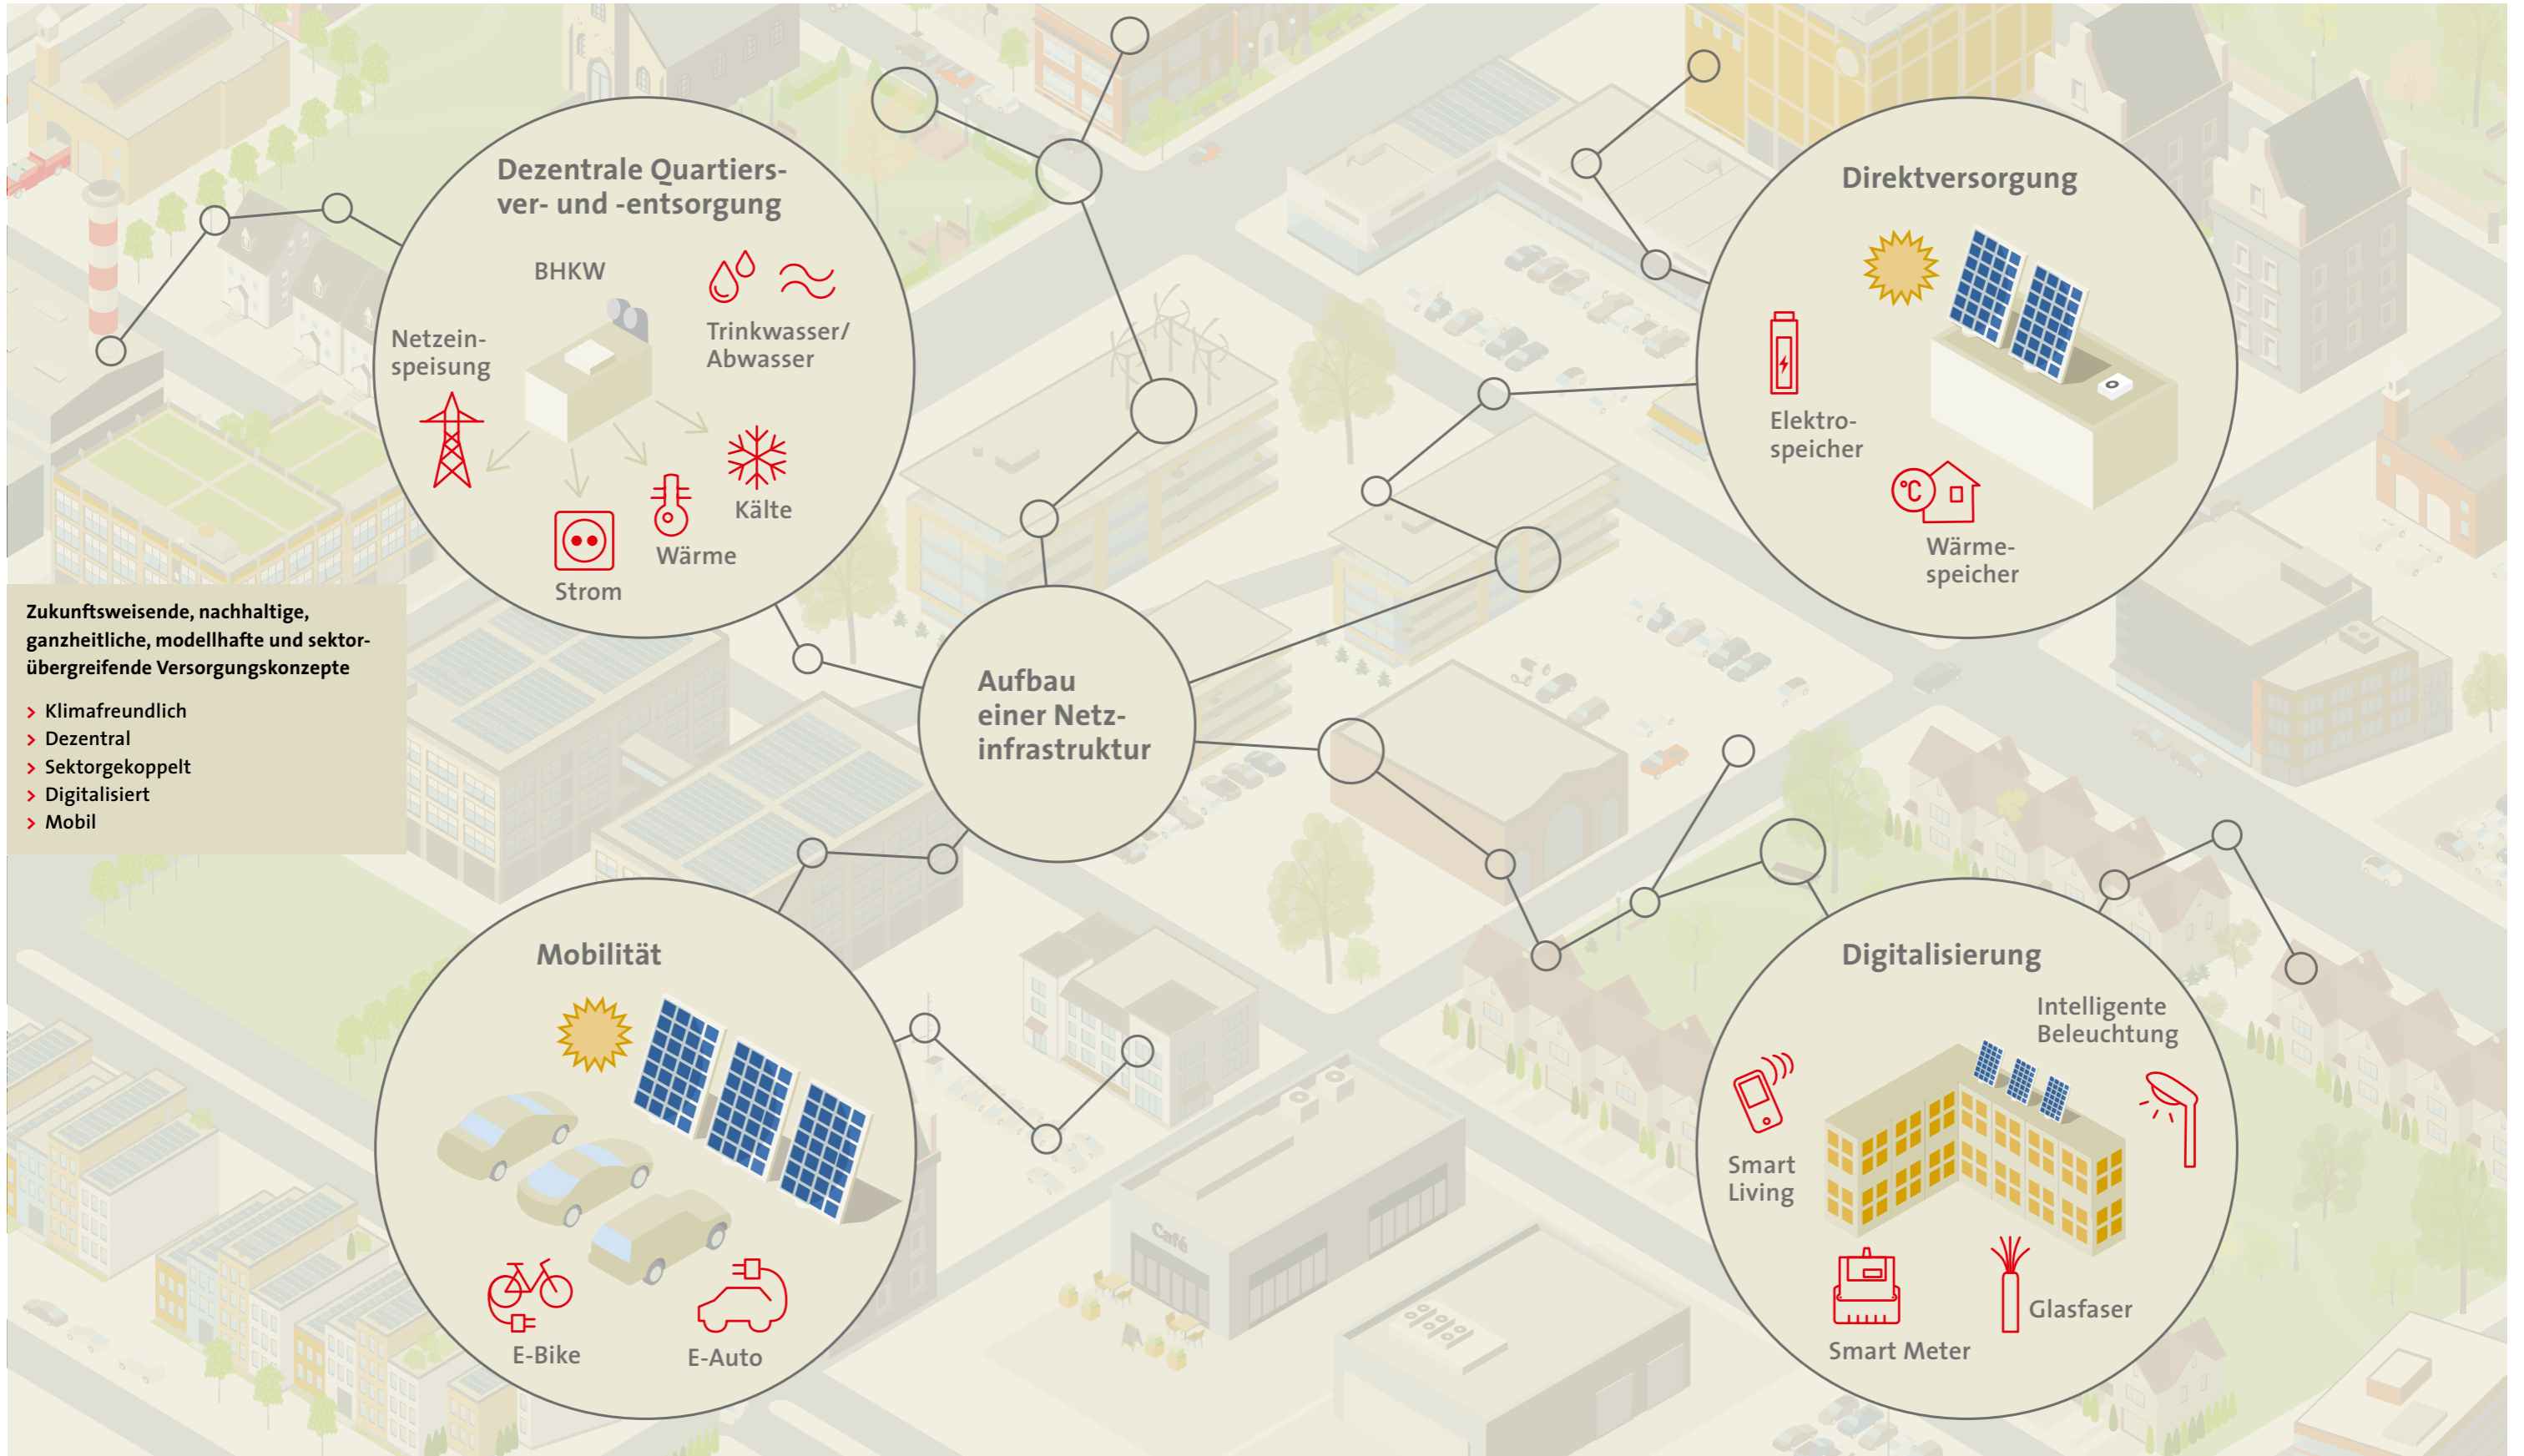 Dezentrale Quartiers-
ver- und -entsorgung
BHKW
Trinkwasser/
Abwasser
Netzein-
speisung
Kälte
Wärme
Strom
Direktversorgung
Elektro-
speicher
Wärme-
speicher
Zukunftsweisende, nachhaltige,
ganzheitliche, modellhafte und sektor-
übergreifende Versorgungskonzepte
> Klimafreundlich
> Dezentral
> Sektorgekoppelt
> Digitalisiert
> Mobil
Aufbau
einer Netz-
infrastruktur
Mobilität
E-Bike
E-Auto
Café
Digitalisierung
Intelligente
Beleuchtung
Smart
Living
Glasfaser
Smart Meter
°C